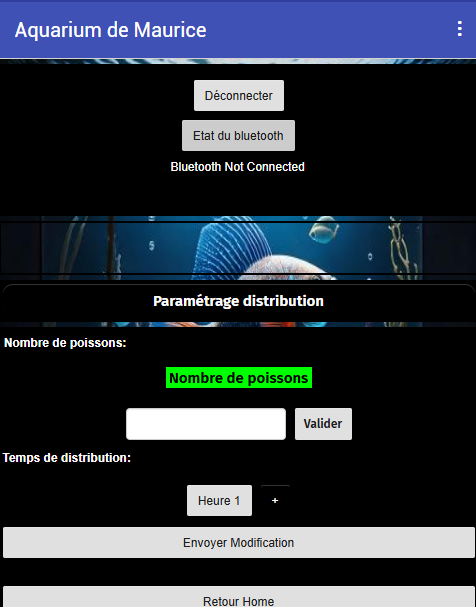 Aquarium de Maurice
Déconnecter
Etat du bluetooth
Bluetooth Not Connected
Paramétrage distribution
Nombre de poissons:
Nombre de poissons
Valider
Temps de distribution:
Heure 1 +
Envoyer Modification
Retour Home